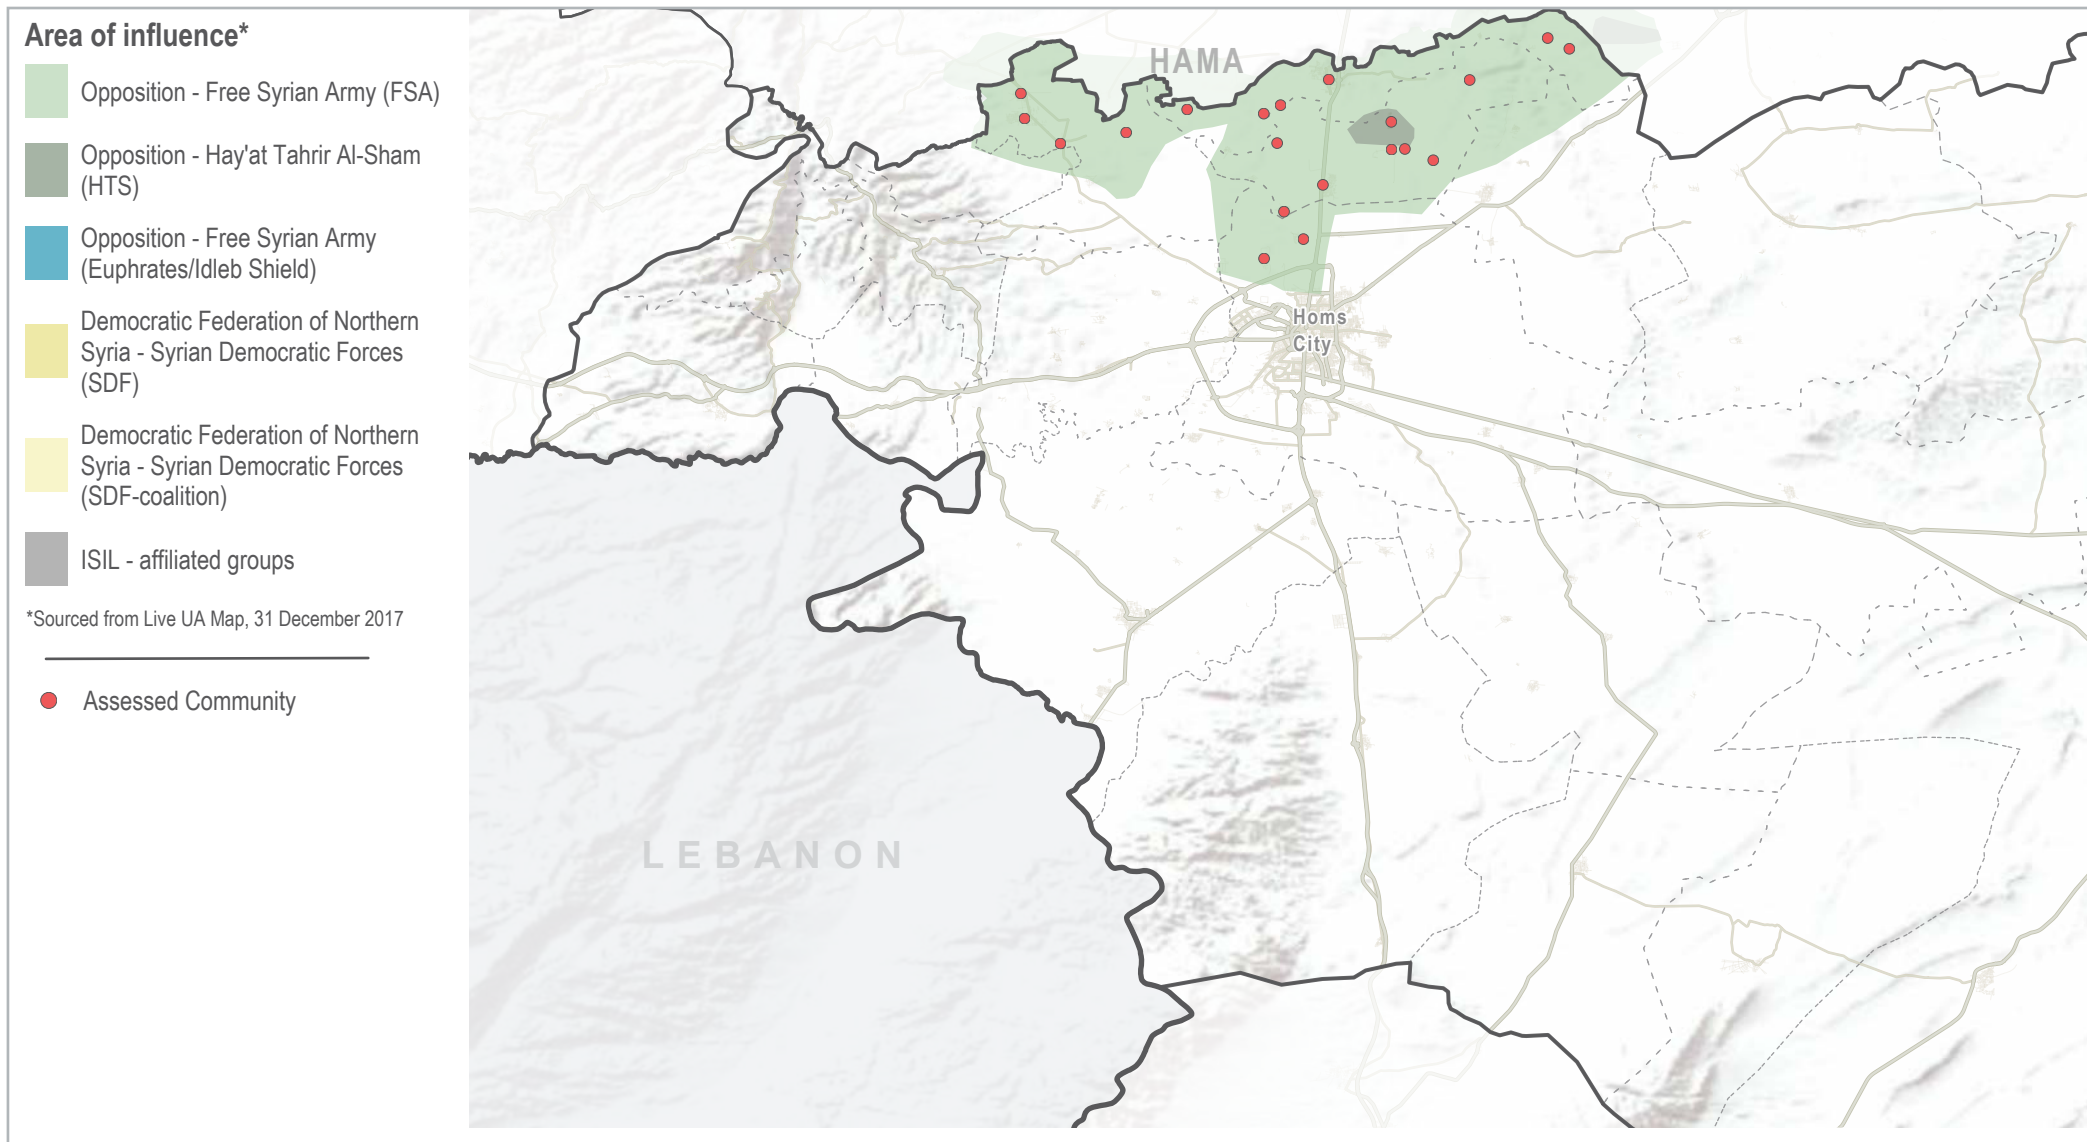 Area of influence*
Opposition - Free Syrian Army (FSA)
Opposition - Hay'at Tahrir Al-Sham
(HTS)
Opposition - Free Syrian Army
(Euphrates/Idleb Shield)
Democratic Federation of Northern
Syria - Syrian Democratic Forces
(SDF)
Democratic Federation of Northern
Syria - Syrian Democratic Forces
(SDF-coalition)
ISIL - affiliated groups
*Sourced from Live UA Map, 31 December 2017
Assessed Community
HAMA
Homs
City
LEBANON